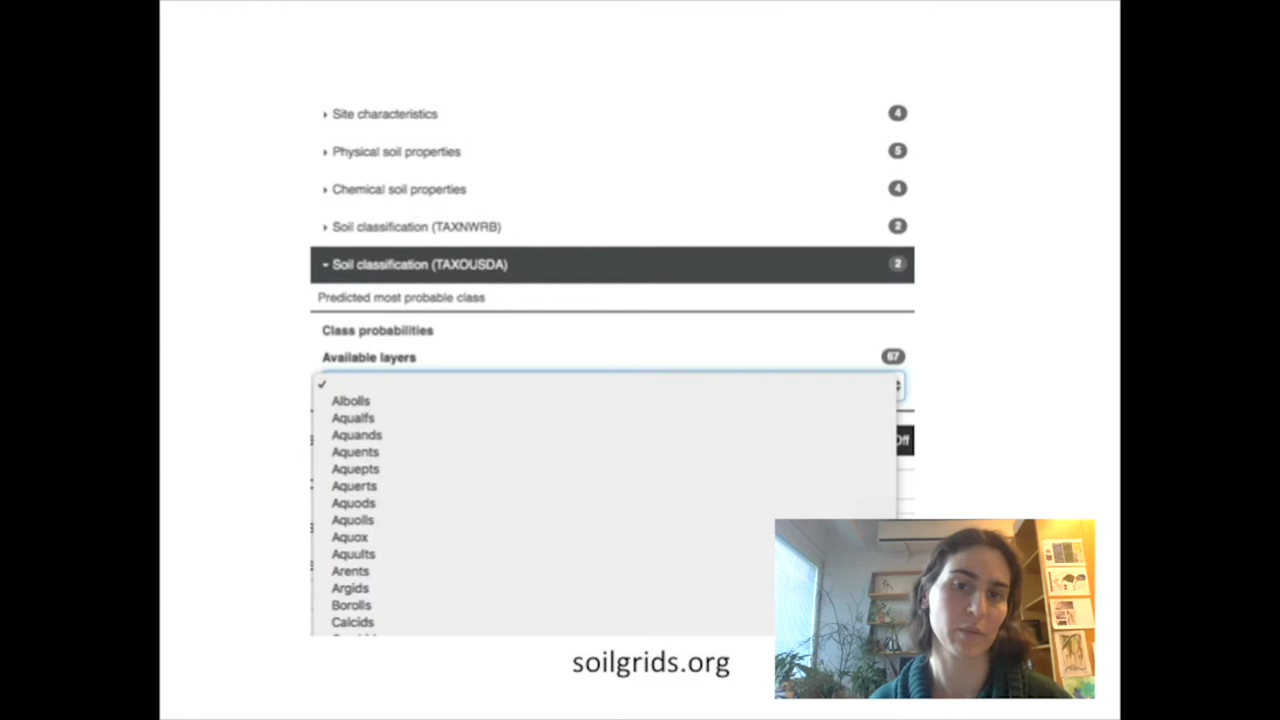 Site characteristics 4
Physical soil properties 5
Chemical soil properties 4
Soil classification (TAXNWRB) 2
Soil classification (TAXOUSDA) 2
Predicted most probable class
Class probabilities
Available layers 67
Albolls
Aqualfs
Aquands
Aquents
Off
Aquepts
Aquerts
Aquods
Aquolls
Aquox
Aquults
Arents
Argids
Borolls
Calcids
soilgrids.org